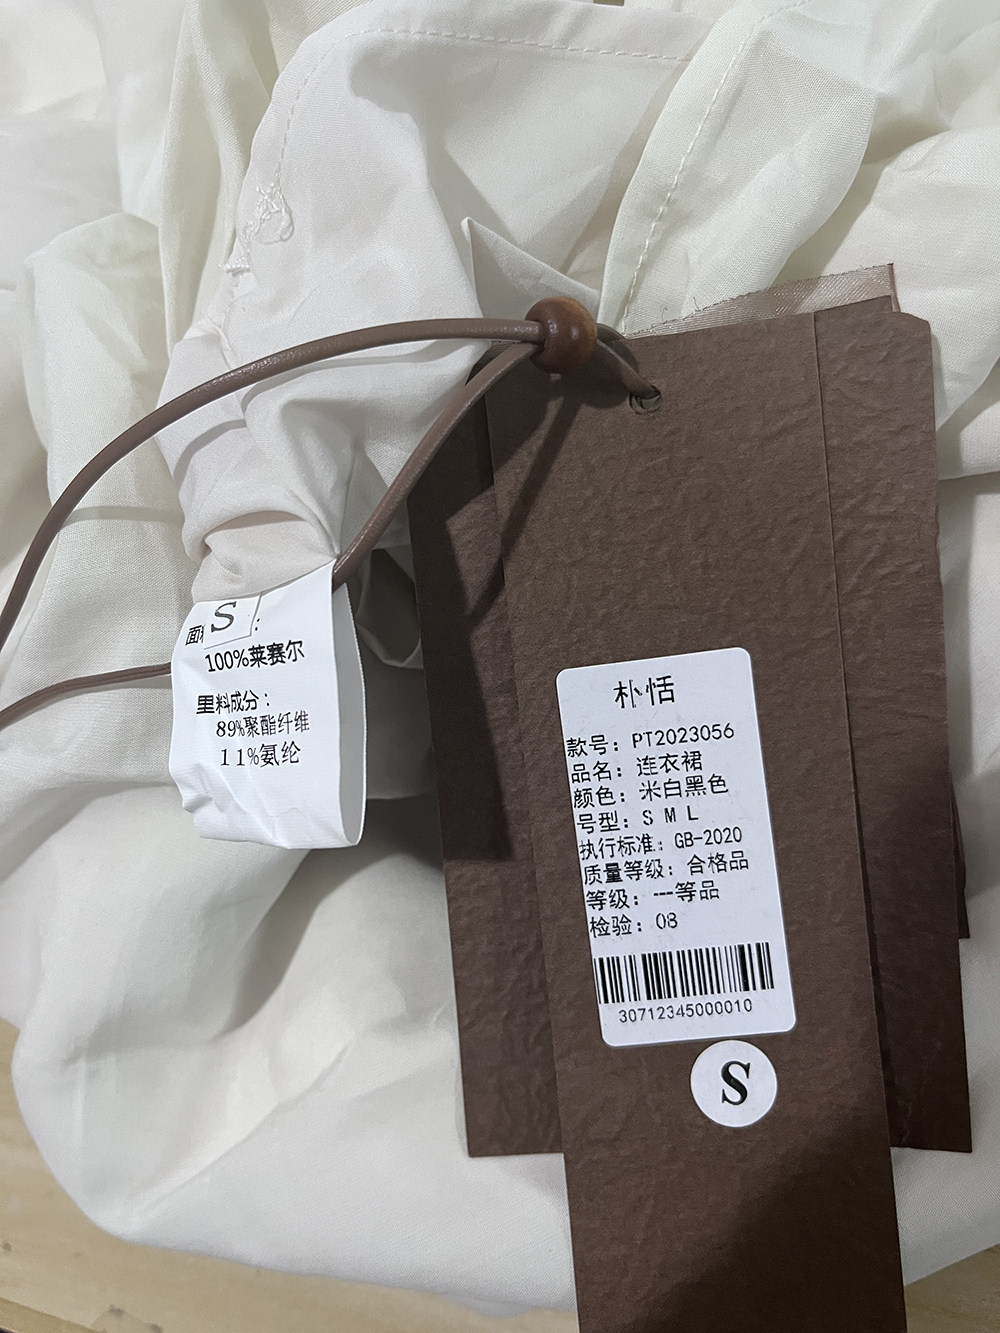 S
面料 :
100%莱赛尔
里料成分：
89%聚酯纤维
11%氨纶
朴恬
款号：PT2023056
品名：连衣裙
颜色：米白黑色
号型：S M L
执行标准：GB-2020
质量等级：合格品
等级：---等品
检验：08
30712345000010
S